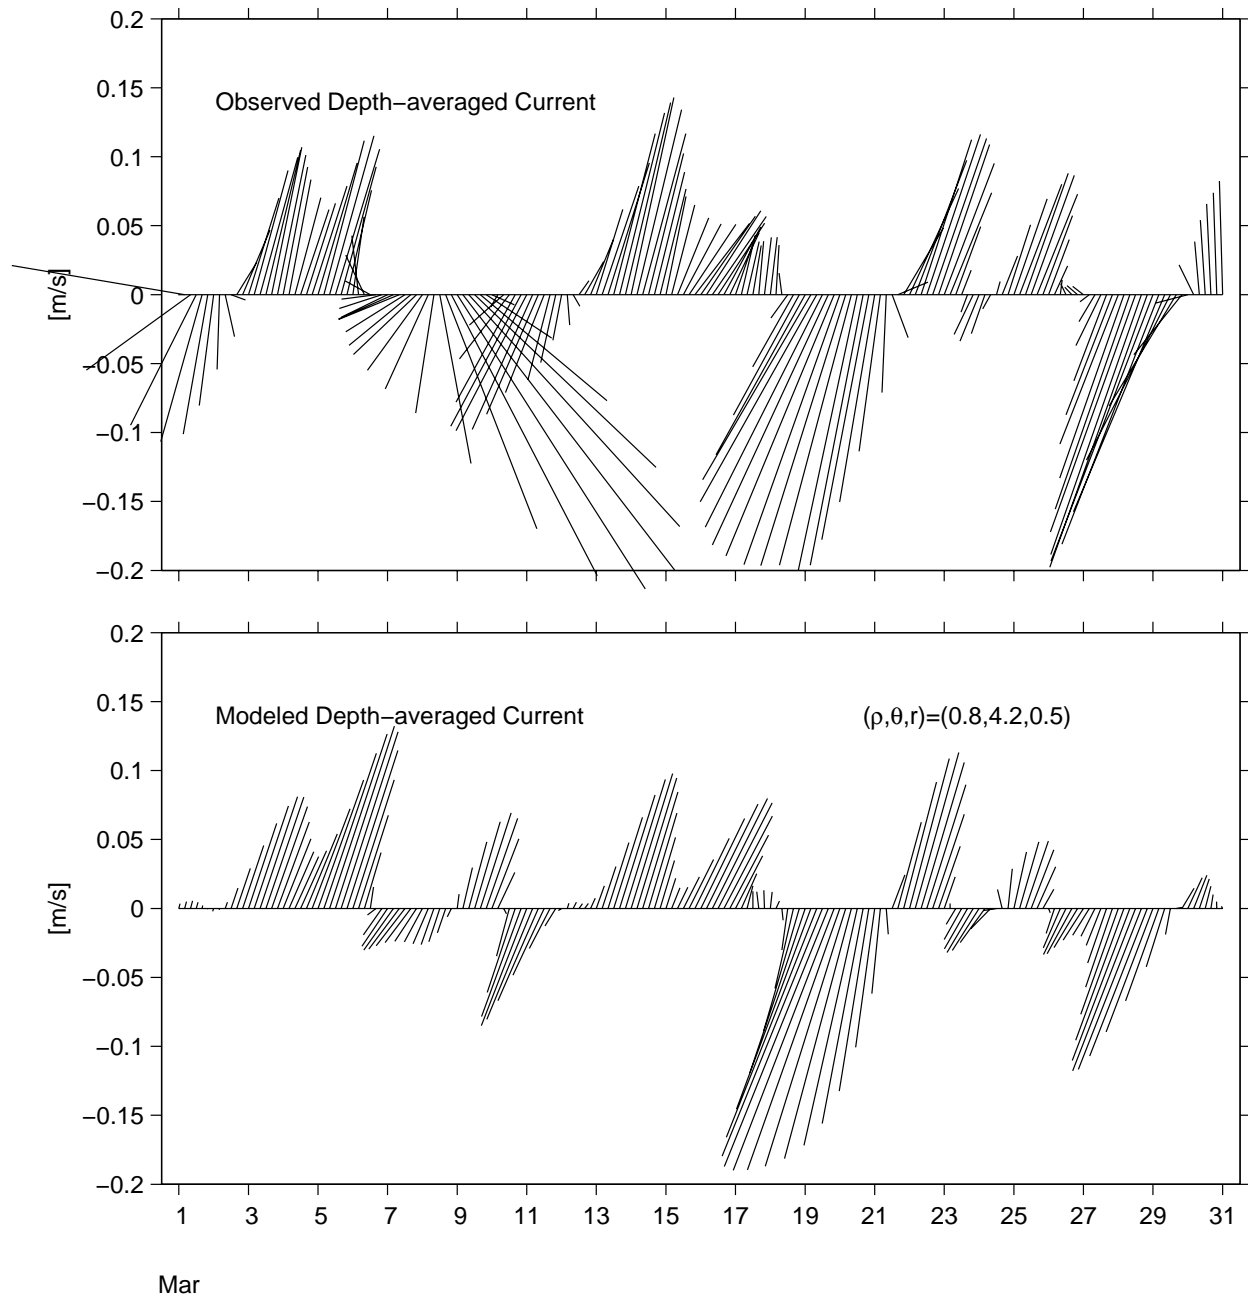 0.2
0.15
Observed Depth−averaged Current
0.1
0.05
[m/s]
0
−0.05
−0.1
−0.15
−0.2
0.2
0.15
Modeled Depth−averaged Current
(ρ,θ,r)=(0.8,4.2,0.5)
0.1
0.05
[m/s]
0
−0.05
−0.1
−0.15
−0.2
1 3 5 7 9 11 13 15 17 19 21 23 25 27 29 31
Mar